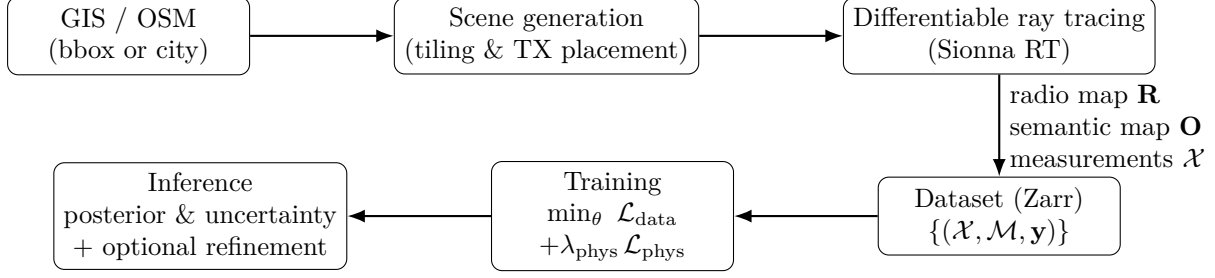 GIS / OSM
(bbox or city)
Scene generation
(tiling & TX placement)
Differentiable ray tracing
(Sionna RT)
radio map R
semantic map O
measurements 𝒳
Dataset (Zarr)
{(𝒳, ℳ, y)}
Training
min_θ ℒ_data
+λ_phys ℒ_phys
Inference
posterior & uncertainty
+ optional refinement